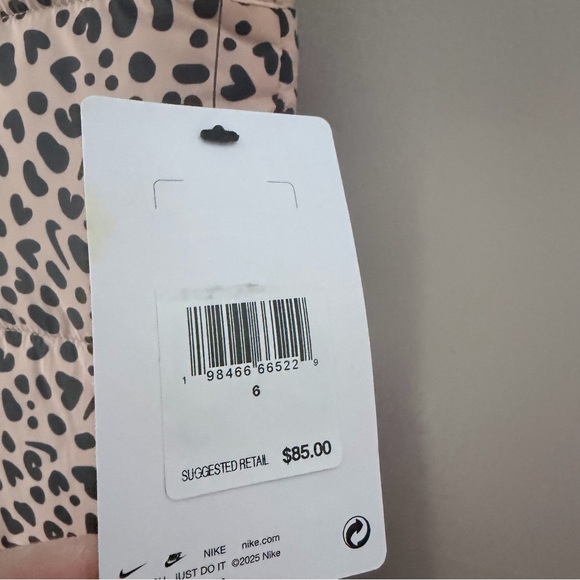 1 98466 66522 9
6
SUGGESTED RETAIL $85.00
NIKE nike.com
JUST DO IT ©2025 Nike